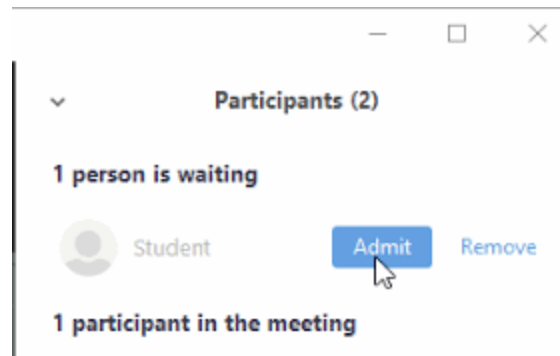 Participants (2)
1 person is waiting
Student Admit Remove
1 participant in the meeting